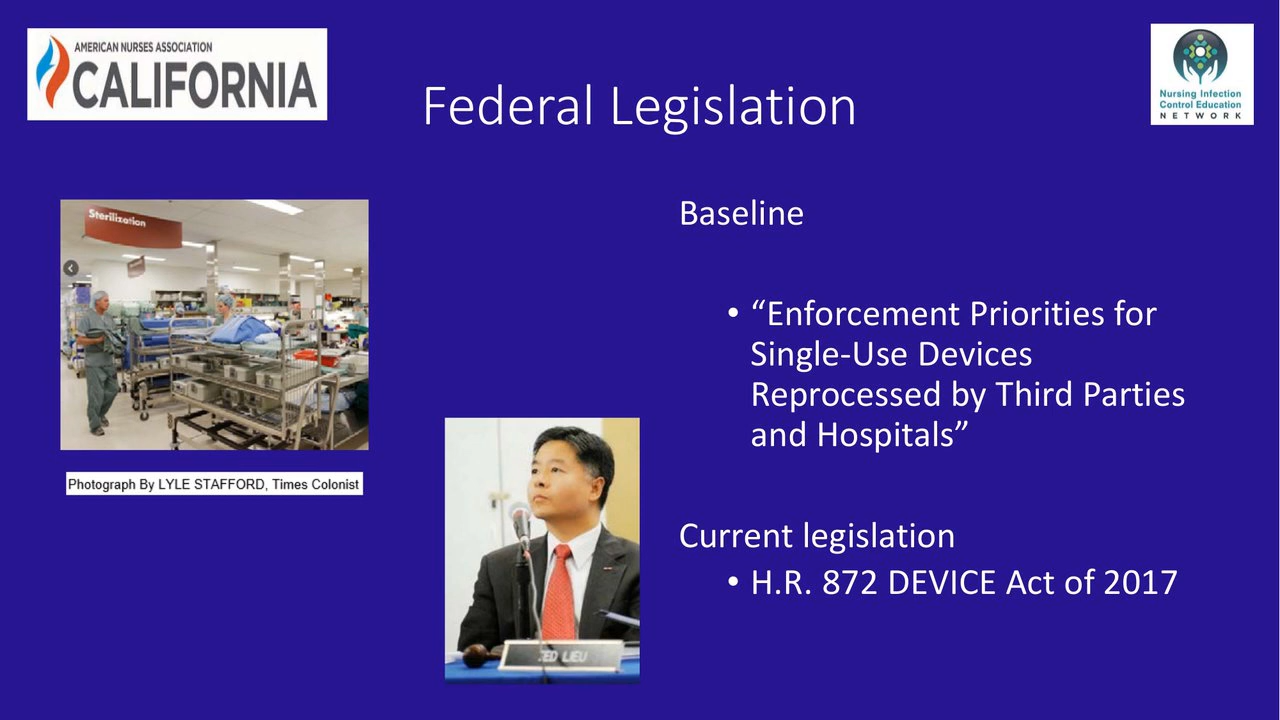 AMERICAN NURSES ASSOCIATION
CALIFORNIA
Nursing Infection
Control Education
NETWORK
Federal Legislation
Sterilization
Photograph By LYLE STAFFORD, Times Colonist
Baseline
• “Enforcement Priorities for
Single-Use Devices
Reprocessed by Third Parties
and Hospitals”
TED LIEU
Current legislation
• H.R. 872 DEVICE Act of 2017